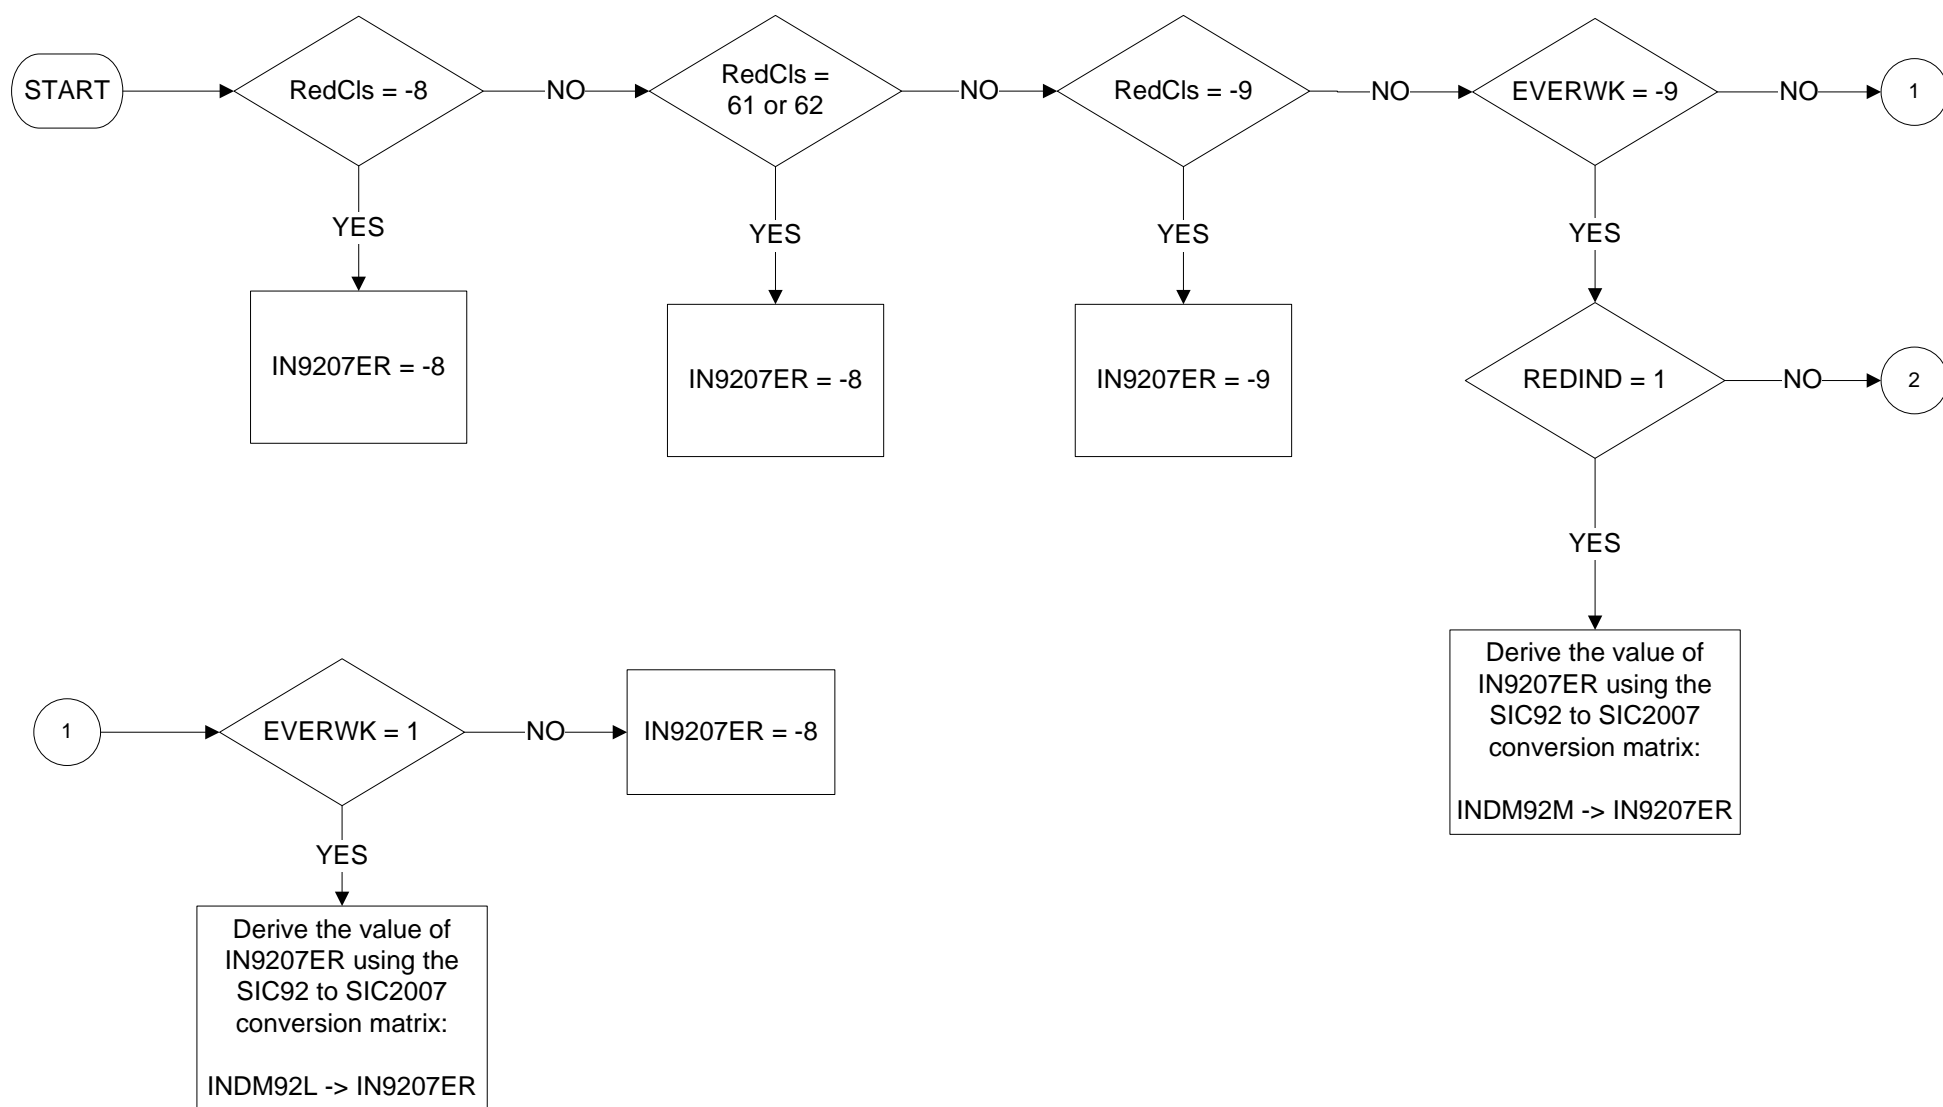 START
RedCls = -8
NO
RedCls =
61 or 62
NO
RedCls = -9
NO
EVERWK = -9
NO
1
YES
YES
YES
YES
IN9207ER = -8
IN9207ER = -8
IN9207ER = -9
REDIND = 1
NO
2
YES
Derive the value of
IN9207ER using the
SIC92 to SIC2007
conversion matrix:
INDM92M -> IN9207ER
1
EVERWK = 1
NO
IN9207ER = -8
YES
Derive the value of
IN9207ER using the
SIC92 to SIC2007
conversion matrix:
INDM92L -> IN9207ER